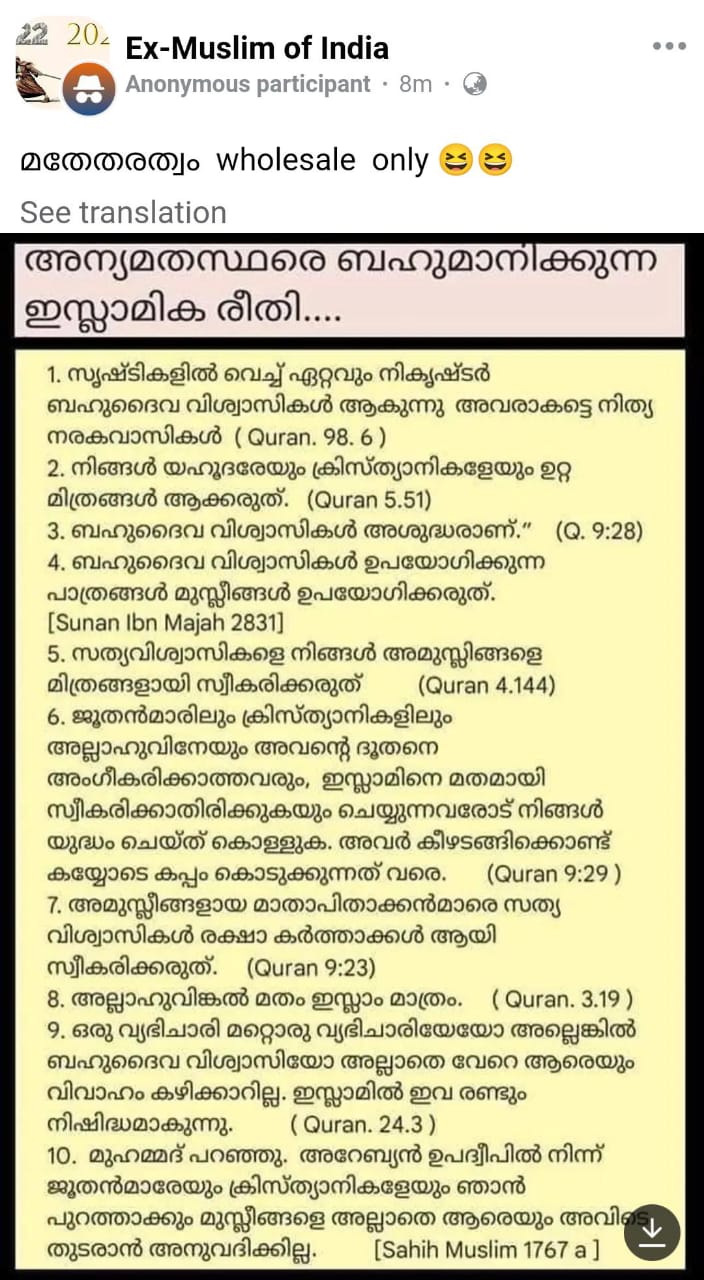 22 202
Ex-Muslim of India
Anonymous participant · 8m ·
മതേതരത്വം wholesale only 😆😆
See translation
അന്യമതസ്ഥരെ ബഹുമാനിക്കുന്ന
ഇസ്ലാമിക രീതി....
1. സൃഷ്ടികളിൽ വെച്ച് ഏറ്റവും നികൃഷ്ടർ
ബഹുദൈവ വിശ്വാസികൾ ആകുന്നു അവരാകട്ടെ നിത്യ
നരകവാസികൾ ( Quran. 98. 6 )
2. നിങ്ങൾ യഹൂദരേയും ക്രിസ്ത്യാനികളേയും ഉറ്റ
മിത്രങ്ങൾ ആക്കരുത്. (Quran 5.51)
3. ബഹുദൈവ വിശ്വാസികൾ അശുദ്ധരാണ്.” (Q. 9:28)
4. ബഹുദൈവ വിശ്വാസികൾ ഉപയോഗിക്കുന്ന
പാത്രങ്ങൾ മുസ്ലീങ്ങൾ ഉപയോഗിക്കരുത്.
[Sunan Ibn Majah 2831]
5. സത്യവിശ്വാസികളെ നിങ്ങൾ അമുസ്ലിങ്ങളെ
മിത്രങ്ങളായി സ്വീകരിക്കരുത് (Quran 4.144)
6. ജൂതൻമാരിലും ക്രിസ്ത്യാനികളിലും
അല്ലാഹുവിനേയും അവന്റെ ദൂതനെ
അംഗീകരിക്കാത്തവരും, ഇസ്ലാമിനെ മതമായി
സ്വീകരിക്കാതിരിക്കുകയും ചെയ്യുന്നവരോട് നിങ്ങൾ
യുദ്ധം ചെയ്ത് കൊള്ളുക. അവർ കീഴടങ്ങിക്കൊണ്ട്
കയ്യോടെ കപ്പം കൊടുക്കുന്നത് വരെ. (Quran 9:29 )
7. അമുസ്ലീങ്ങളായ മാതാപിതാക്കൻമാരെ സത്യ
വിശ്വാസികൾ രക്ഷാ കർത്താക്കൾ ആയി
സ്വീകരിക്കരുത്. (Quran 9:23)
8. അല്ലാഹുവിങ്കൽ മതം ഇസ്ലാം മാത്രം. ( Quran. 3.19 )
9. ഒരു വ്യഭിചാരി മറ്റൊരു വ്യഭിചാരിയേയോ അല്ലെങ്കിൽ
ബഹുദൈവ വിശ്വാസിയോ അല്ലാതെ വേറെ ആരെയും
വിവാഹം കഴിക്കാറില്ല. ഇസ്ലാമിൽ ഇവ രണ്ടും
നിഷിദ്ധമാകുന്നു. ( Quran. 24.3 )
10. മുഹമ്മദ് പറഞ്ഞു. അറേബ്യൻ ഉപദ്വീപിൽ നിന്ന്
ജൂതൻമാരേയും ക്രിസ്ത്യാനികളേയും ഞാൻ
പുറത്താക്കും മുസ്ലീങ്ങളെ അല്ലാതെ ആരെയും അവിടെ
തുടരാൻ അനുവദിക്കില്ല. [Sahih Muslim 1767 a ]